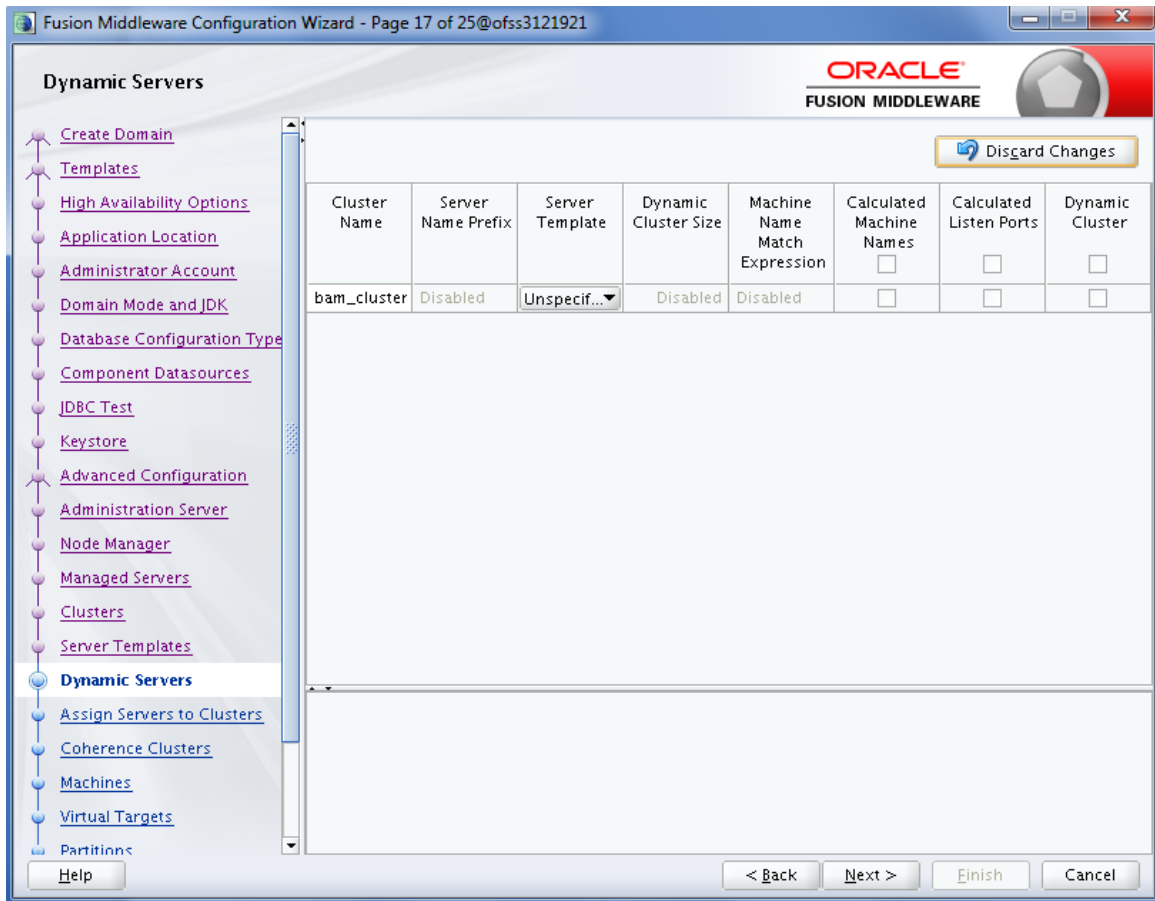 Fusion Middleware Configuration Wizard - Page 17 of 25@ofss3121921
Dynamic Servers
ORACLE
FUSION MIDDLEWARE
Create Domain
Templates
High Availability Options
Application Location
Administrator Account
Domain Mode and JDK
Database Configuration Type
Component Datasources
JDBC Test
Keystore
Advanced Configuration
Administration Server
Node Manager
Managed Servers
Clusters
Server Templates
Dynamic Servers
Assign Servers to Clusters
Coherence Clusters
Machines
Virtual Targets
Partitions
Discard Changes
Cluster Name
Server Name Prefix
Server Template
Dynamic Cluster Size
Machine Name Match Expression
Calculated Machine Names
Calculated Listen Ports
Dynamic Cluster
bam_cluster Disabled Unspecif... Disabled Disabled
Help
< Back
Next >
Finish
Cancel